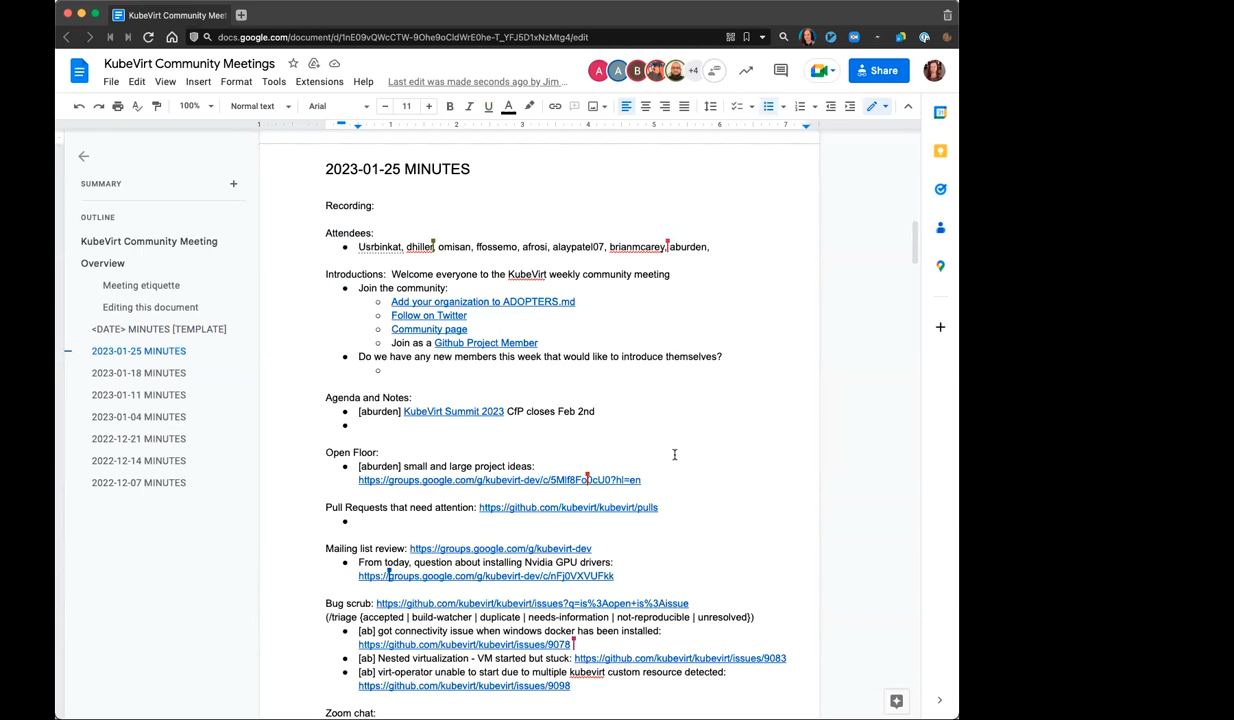 KubeVirt Community Meet
docs.google.com/document/d/1nE09vQWcCTW-9Ohe9oCldWrE0he-T_YFJ5D1xNzMtg4/edit
KubeVirt Community Meetings
File Edit View Insert Format Tools Extensions Help Last edit was made seconds ago by Jim ...
A A B +4
Share
100% Normal text Arial 11 B I U A
1 1 2 3 4 5 6 7
SUMMARY
OUTLINE
KubeVirt Community Meeting
Overview
Meeting etiquette
Editing this document
<DATE> MINUTES [TEMPLATE]
2023-01-25 MINUTES
2023-01-18 MINUTES
2023-01-11 MINUTES
2023-01-04 MINUTES
2022-12-21 MINUTES
2022-12-14 MINUTES
2022-12-07 MINUTES
2023-01-25 MINUTES
Recording:
Attendees:
Usrbinkat, dhiller, omisan, ffossemo, afrosi, alaypatel07, brianmcarey, aburden,
Introductions: Welcome everyone to the KubeVirt weekly community meeting
Join the community:
Add your organization to ADOPTERS.md
Follow on Twitter
Community page
Join as a Github Project Member
Do we have any new members this week that would like to introduce themselves?
Agenda and Notes:
[aburden] KubeVirt Summit 2023 CfP closes Feb 2nd
Open Floor:
[aburden] small and large project ideas:
https://groups.google.com/g/kubevirt-dev/c/5Mlf8Fo0cU0?hl=en
Pull Requests that need attention: https://github.com/kubevirt/kubevirt/pulls
Mailing list review: https://groups.google.com/g/kubevirt-dev
From today, question about installing Nvidia GPU drivers:
https://groups.google.com/g/kubevirt-dev/c/nFj0VXVUFkk
Bug scrub: https://github.com/kubevirt/kubevirt/issues?q=is%3Aopen+is%3Aissue
(/triage {accepted | build-watcher | duplicate | needs-information | not-reproducible | unresolved})
[ab] got connectivity issue when windows docker has been installed:
https://github.com/kubevirt/kubevirt/issues/9078
[ab] Nested virtualization - VM started but stuck: https://github.com/kubevirt/kubevirt/issues/9083
[ab] virt-operator unable to start due to multiple kubevirt custom resource detected:
https://github.com/kubevirt/kubevirt/issues/9098
Zoom chat: